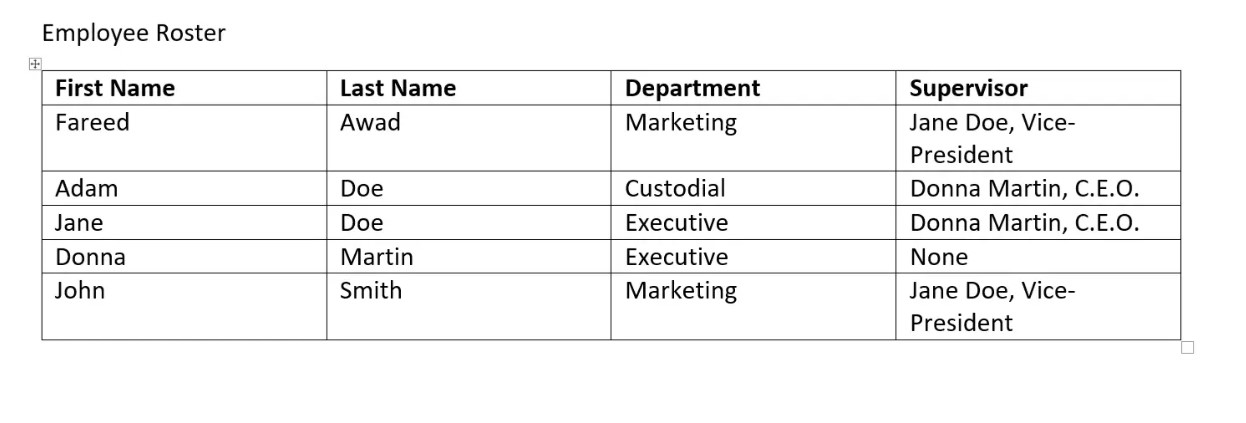 Employee Roster
First Name Last Name Department Supervisor
Fareed Awad Marketing Jane Doe, Vice-
President
Adam Doe Custodial Donna Martin, C.E.O.
Jane Doe Executive Donna Martin, C.E.O.
Donna Martin Executive None
John Smith Marketing Jane Doe, Vice-
President